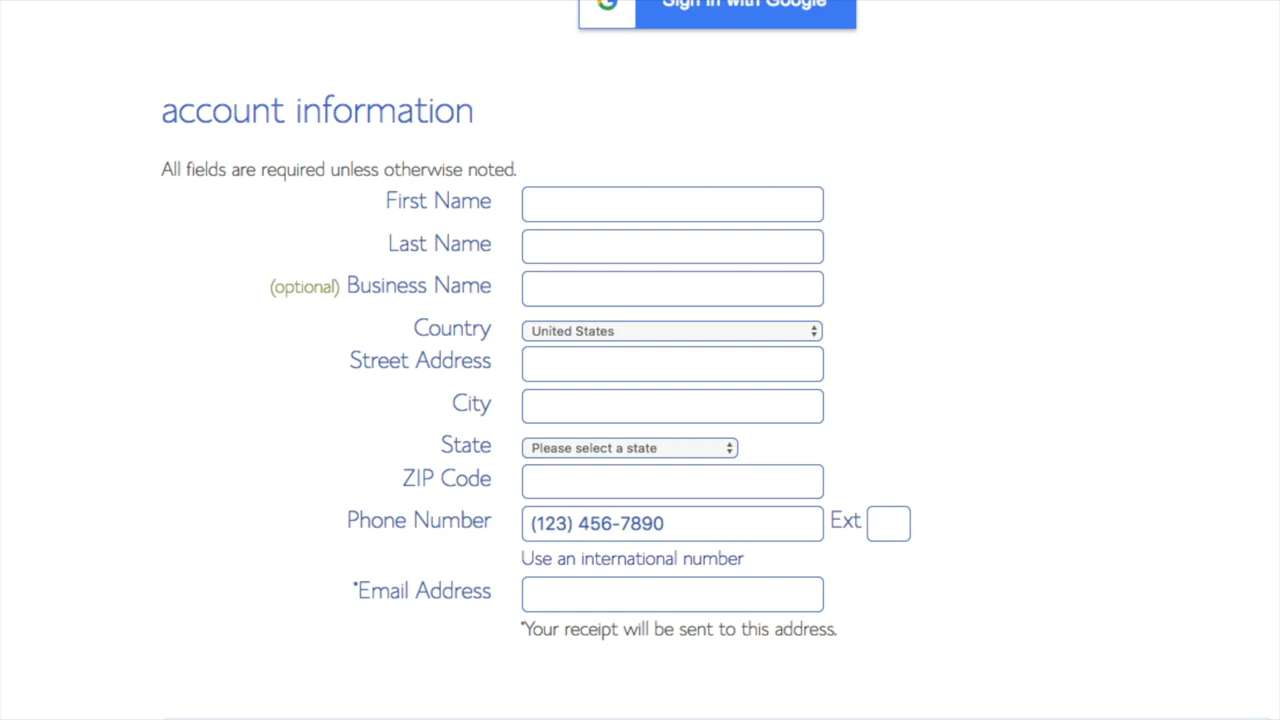 Sign in with Google
account information
All fields are required unless otherwise noted.
First Name
Last Name
(optional) Business Name
Country United States
Street Address
City
State Please select a state
ZIP Code
Phone Number (123) 456-7890 Ext
Use an international number
*Email Address
*Your receipt will be sent to this address.